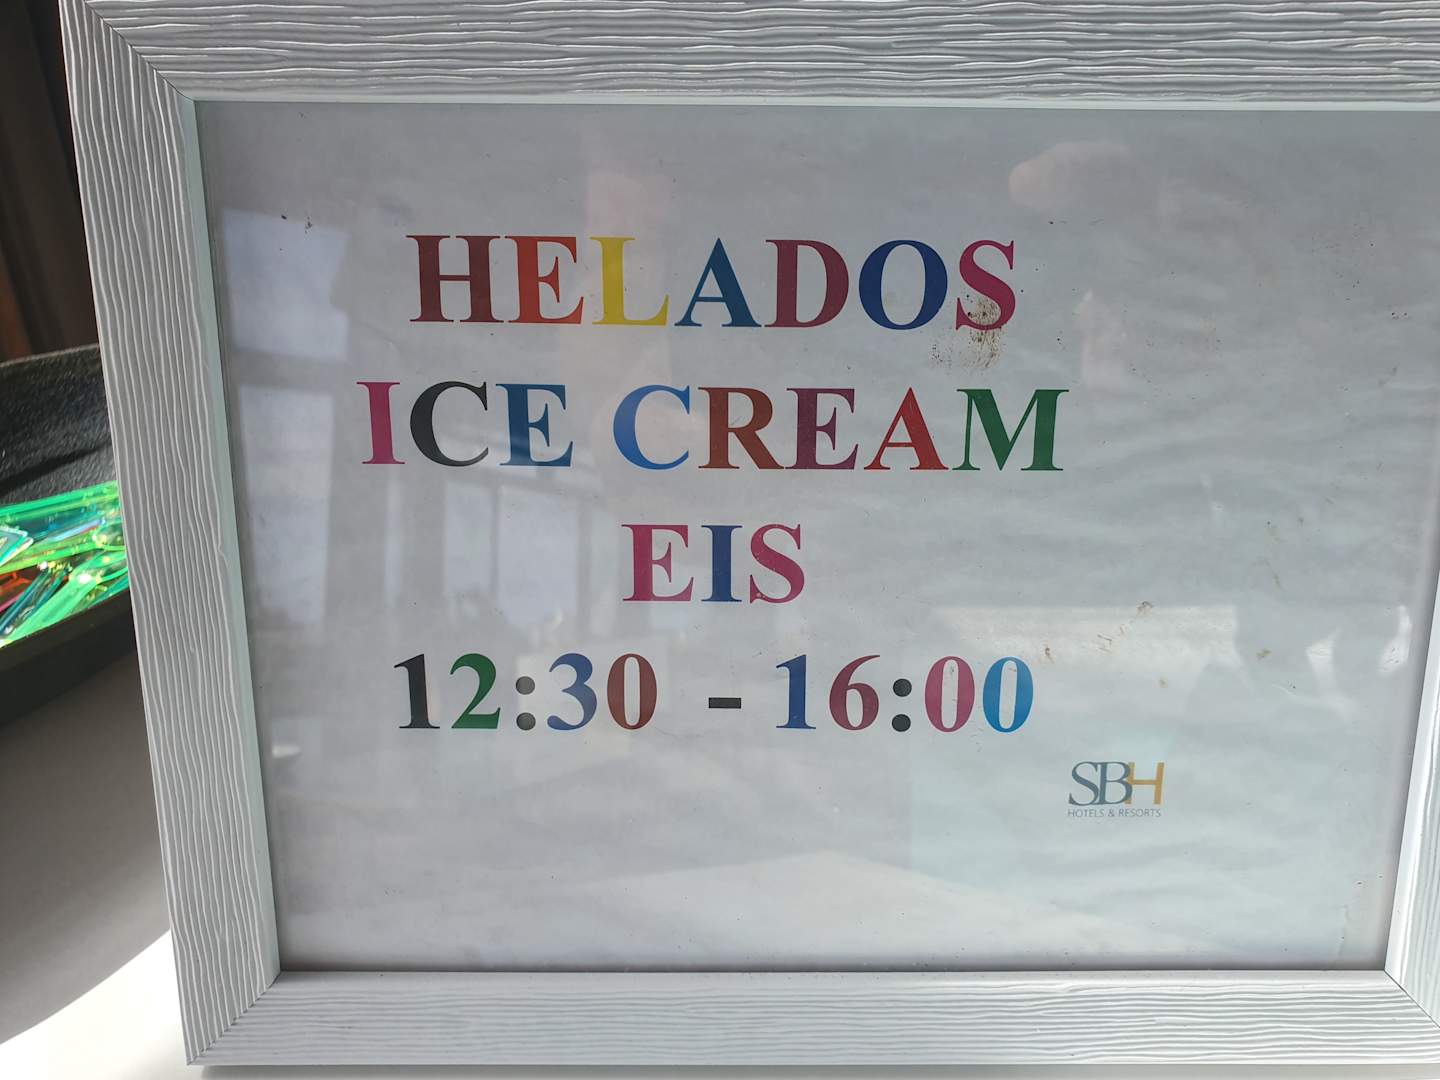 HELADOS
ICE CREAM
EIS
12:30 - 16:00
SBH
HOTELS & RESORTS